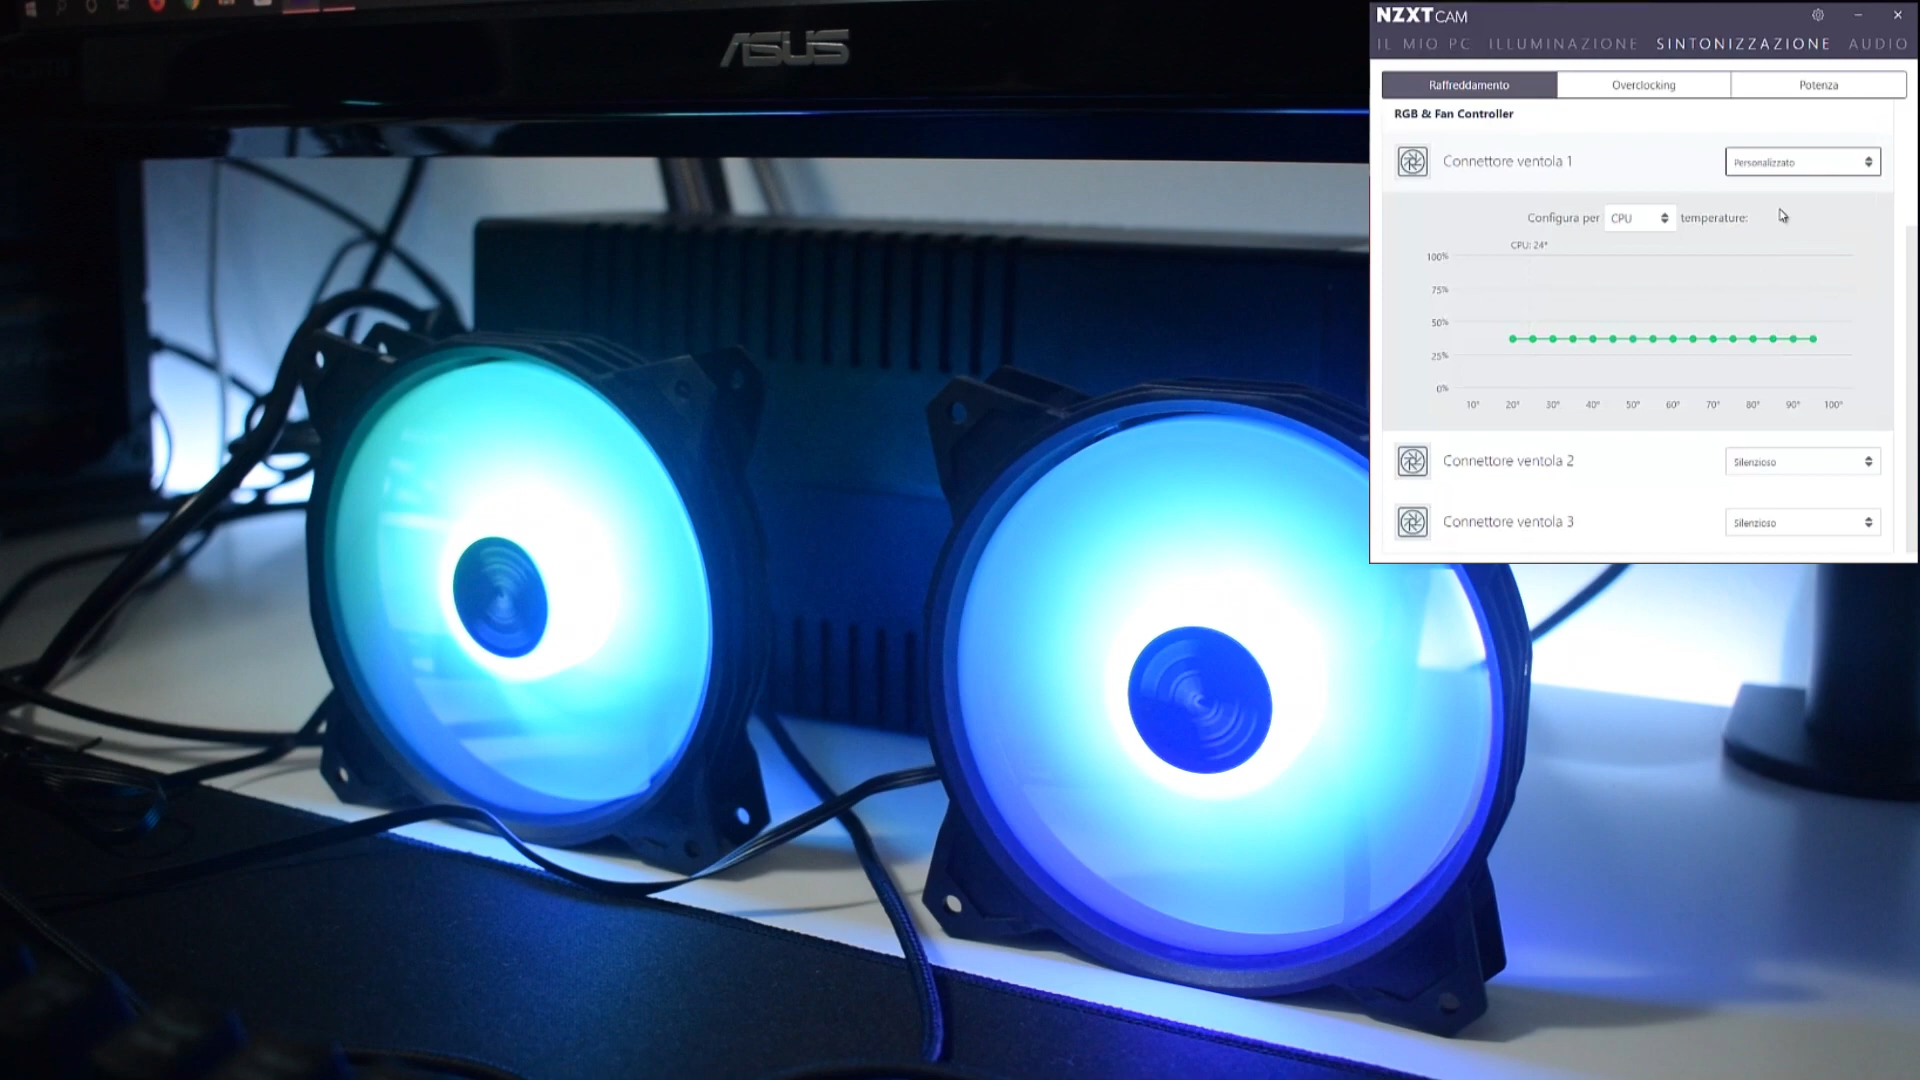 ASUS
NZXT CAM
IL MIO PC ILLUMINAZIONE SINTONIZZAZIONE AUDIO
Raffreddamento Overclocking Potenza
RGB & Fan Controller
Connettore ventola 1 Personalizzato
Configura per CPU temperature:
CPU: 24°
100%
75%
50%
25%
0%
10° 20° 30° 40° 50° 60° 70° 80° 90° 100°
Connettore ventola 2 Silenzioso
Connettore ventola 3 Silenzioso